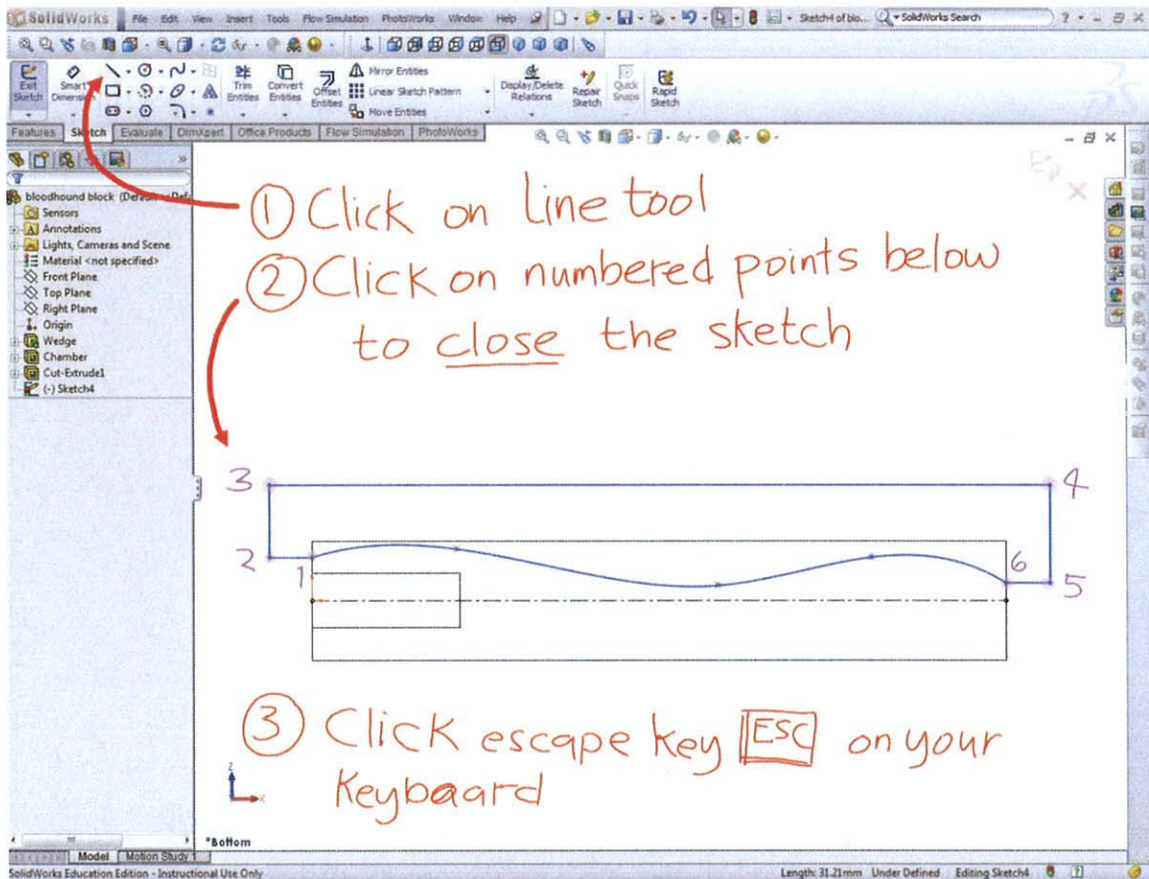 SolidWorks File Edit View Insert Tools Flow Simulation PhotoWorks Window Help Sketch4 of blo... SolidWorks Search
Exit Sketch
Smart Dimension
Trim Entities
Convert Entities
Offset Entities
Mirror Entities
Linear Sketch Pattern
Move Entities
Display/Delete Relations
Repair Sketch
Quick Snaps
Rapid Sketch
Features Sketch Evaluate DimXpert Office Products Flow Simulation PhotoWorks
bloodhound block (Default
Sensors
Annotations
Lights, Cameras and Scene
Material <not specified>
Front Plane
Top Plane
Right Plane
Origin
Wedge
Chamber
Cut-Extrude1
(-) Sketch4
① Click on Line tool
② Click on numbered points below
to close the sketch
3 4
2 1 6 5
③ Click escape key ESC on your
Keyboard
Z
X
*Bottom
Model Motion Study 1
SolidWorks Education Edition - Instructional Use Only Length: 31.21mm Under Defined Editing Sketch4